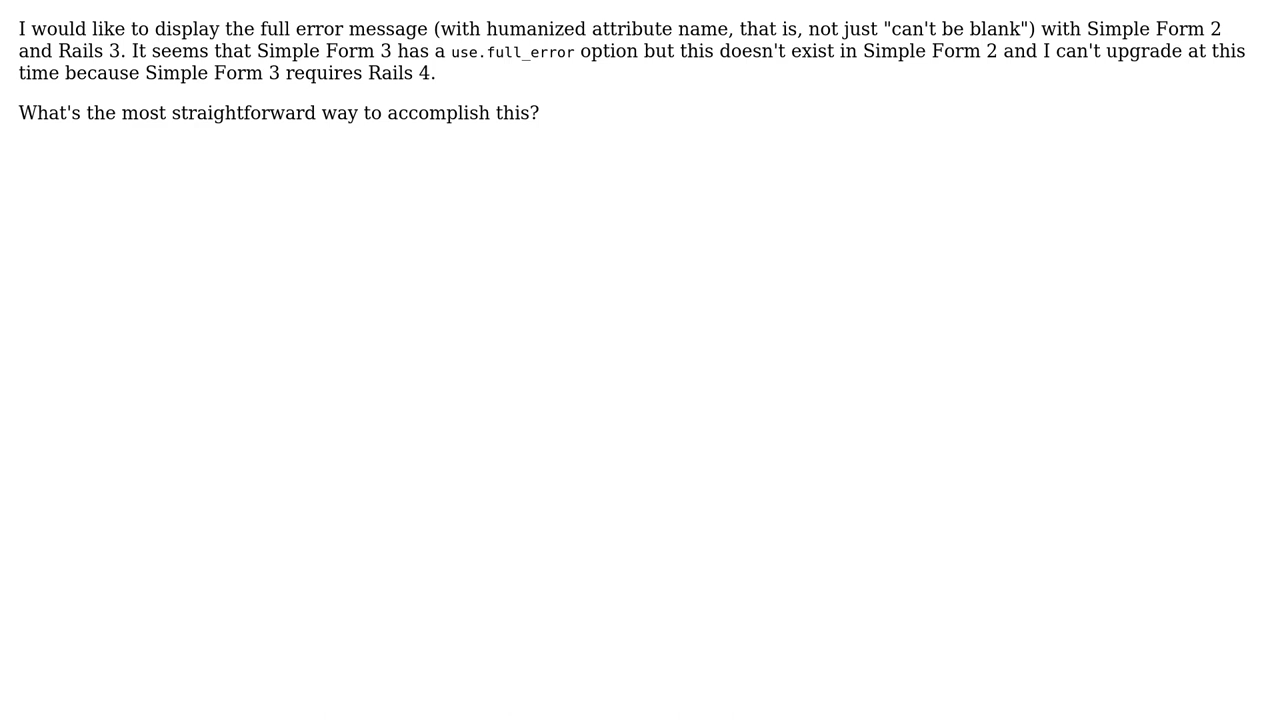 I would like to display the full error message (with humanized attribute name, that is, not just "can't be blank") with Simple Form 2
and Rails 3. It seems that Simple Form 3 has a use.full_error option but this doesn't exist in Simple Form 2 and I can't upgrade at this
time because Simple Form 3 requires Rails 4.
What's the most straightforward way to accomplish this?